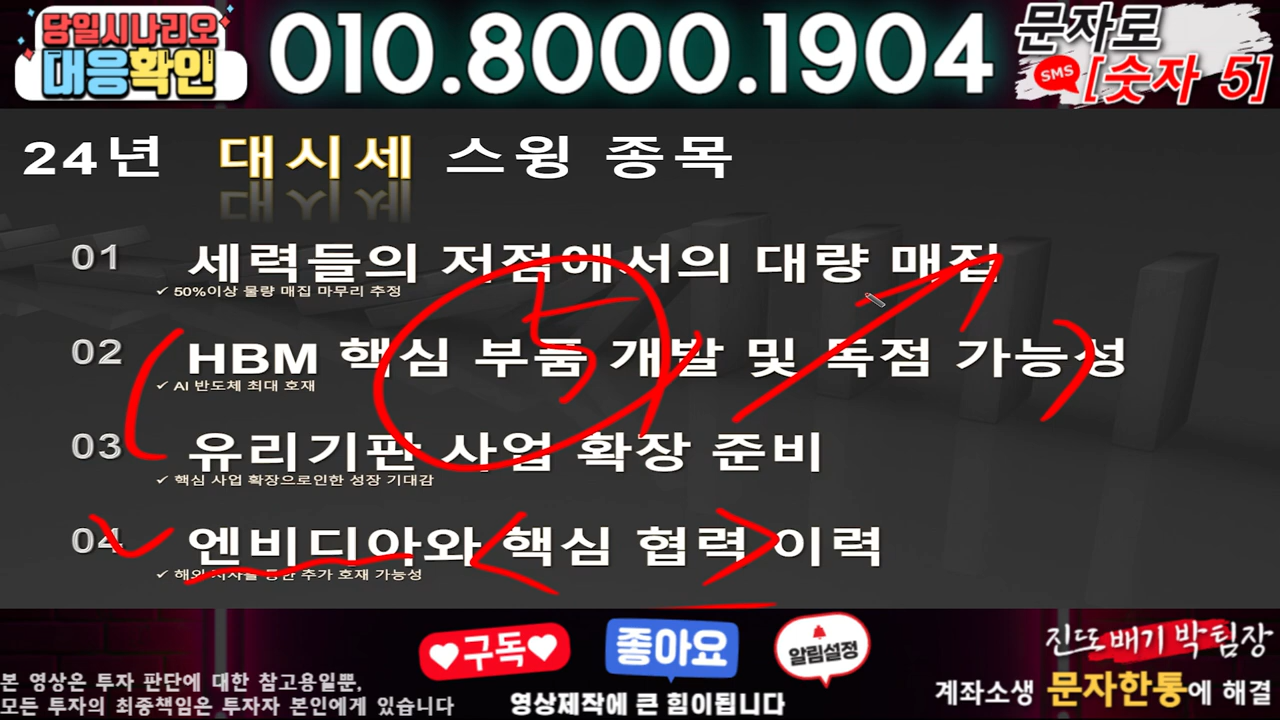 당일시나리오
대응확인
010.8000.1904
문자로
SMS [숫자 5]
24년 대시세 스윙 종목
01 세력들의 저점에서의 대량 매집
✓ 50%이상 물량 매집 마무리 추정
5
02 HBM 핵심 부품 개발 및 독점 가능성
✓ AI 반도체 최대 호재
03 유리기판 사업 확장 준비
✓ 핵심 사업 확장으로인한 성장 기대감
04 엔비디아와 핵심 협력 이력
✓ 해외 통한 추가 호재 가능성
구독
좋아요
알림설정
영상제작에 큰 힘이됩니다
본 영상은 투자 판단에 대한 참고용일뿐,
모든 투자의 최종책임은 투자자 본인에게 있습니다
진또배기 박팀장
계좌소생 문자한통에 해결